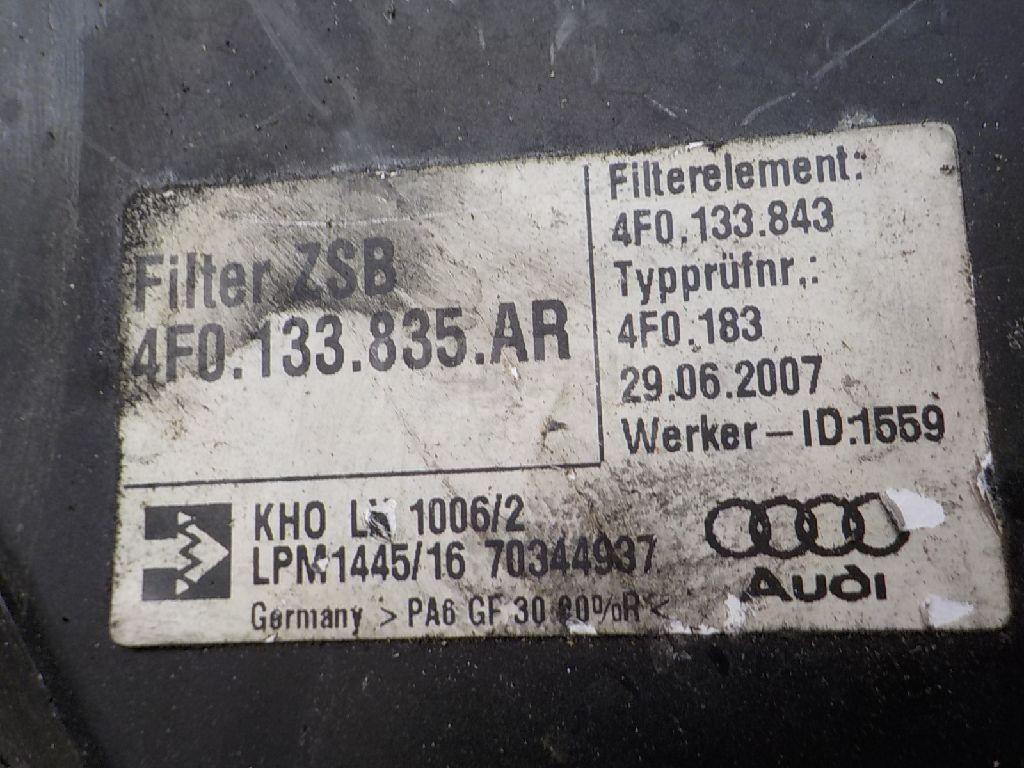 Filter ZSB
4F0.133.835.AR
Filterelement:
4F0.133.843
Typprüfnr.:
4F0.183
29.06.2007
Werker-ID:1559
KHO 1006/2
LPM1445/16 70344937
Germany > PA6 GF 30 <
Audi